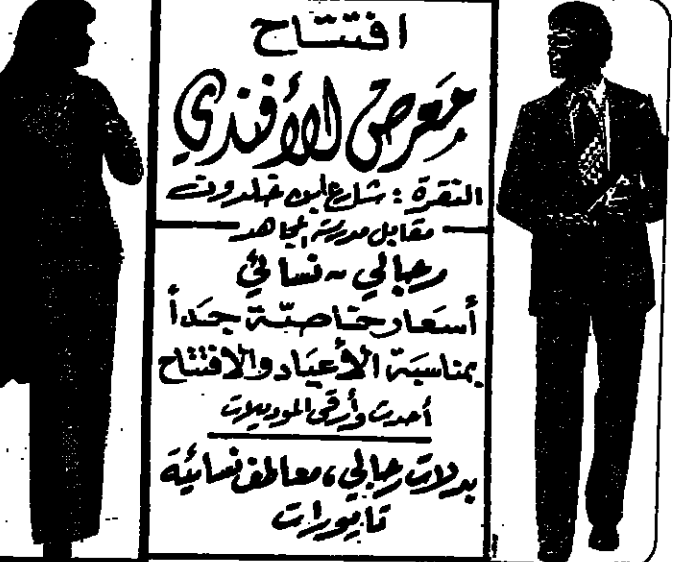 افتتاح
معرض الأفندي
النقرة : شارع ابن خلدون
مقابل مدرسة المجاهد
رجالي - نسائي
أسعار خاصّة جداً
بمناسبة الأعياد والافتتاح
أحدث وأرقى الموديلات
بدلات رجالي، معاطف نسائية
تايورات